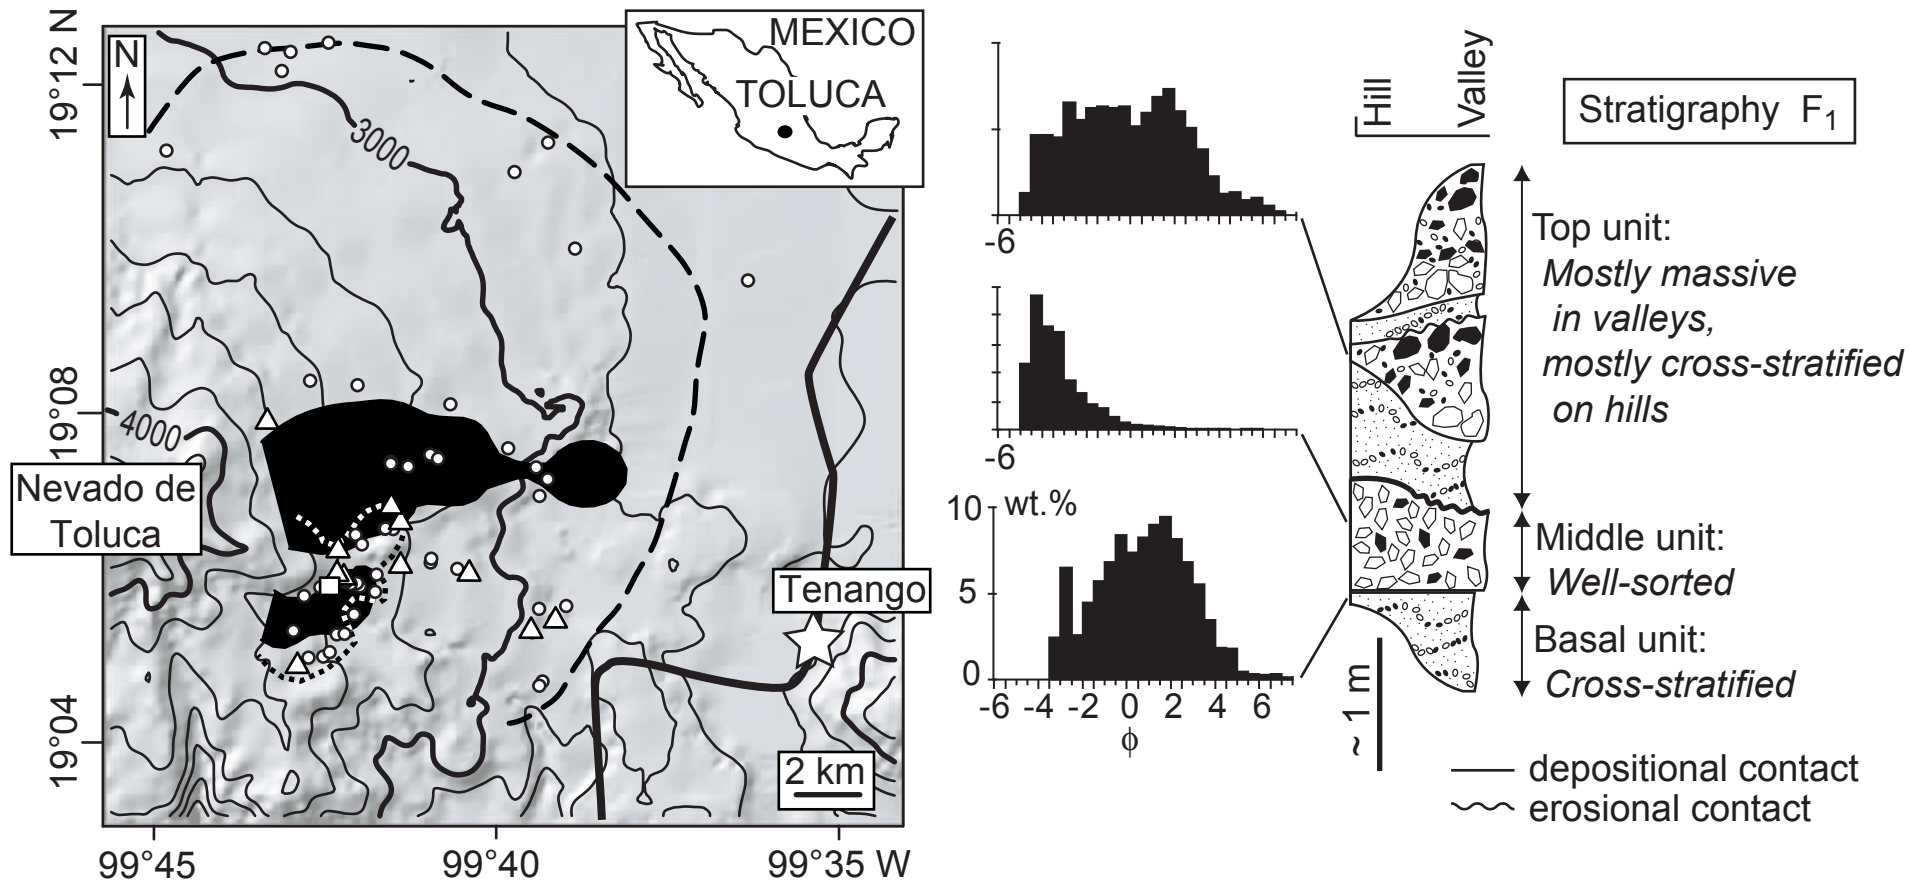 N
MEXICO
TOLUCA
19°12 N
3000
19°08
4000
Nevado de
Toluca
Tenango
19°04
2 km
99°45
99°40
99°35 W
-6
-6
10
wt.%
5
0
-6 -4 -2 0 2 4 6
ϕ
Hill
Valley
Stratigraphy F₁
Top unit:
Mostly massive
in valleys,
mostly cross-stratified
on hills
Middle unit:
Well-sorted
Basal unit:
Cross-stratified
~ 1 m
depositional contact
erosional contact